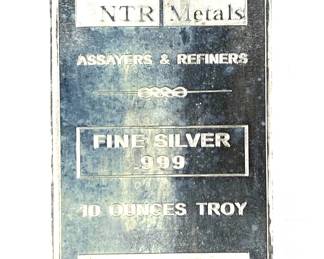 NTR Metals
ASSAYERS & REFINERS
FINE SILVER
.999
10 OUNCES TROY